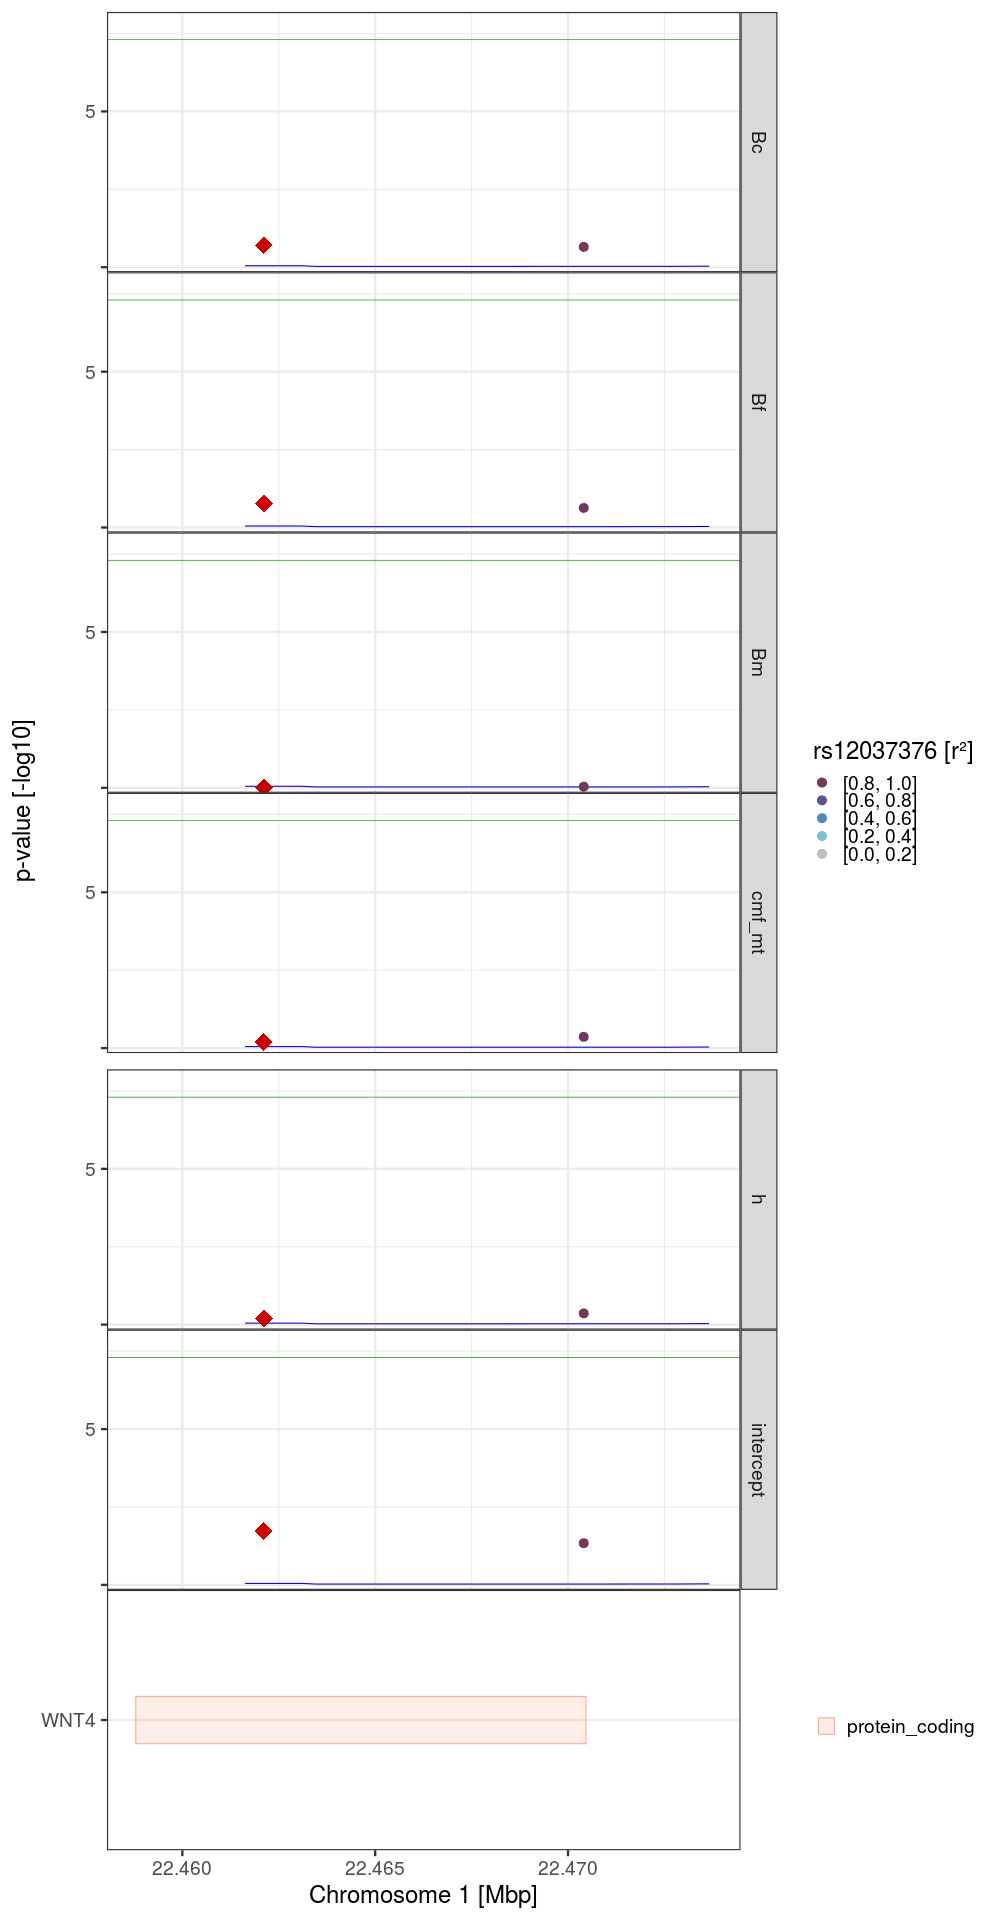 5
Bc
5
Bf
5
Bm
5
cmf_mt
5
h
5
intercept
p-value [-log10]
rs12037376 [r²]
[0.8, 1.0]
[0.6, 0.8]
[0.4, 0.6]
[0.2, 0.4]
[0.0, 0.2]
WNT4
protein_coding
22.460 22.465 22.470
Chromosome 1 [Mbp]